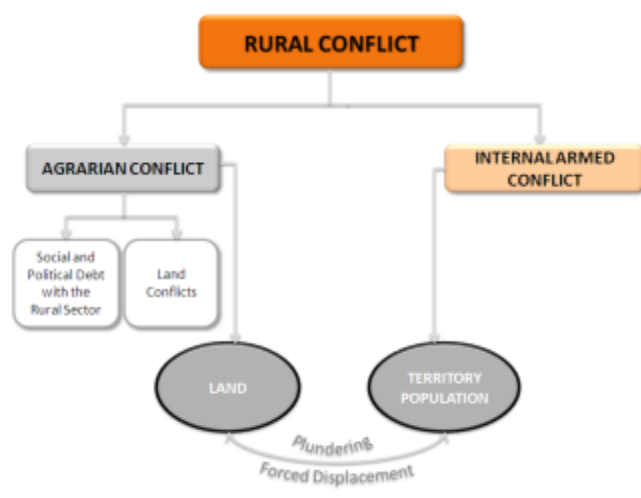 RURAL CONFLICT
AGRARIAN CONFLICT
INTERNAL ARMED
CONFLICT
Social and
Political Debt
with the
Rural Sector
Land
Conflicts
LAND
TERRITORY
POPULATION
Plundering
Forced Displacement